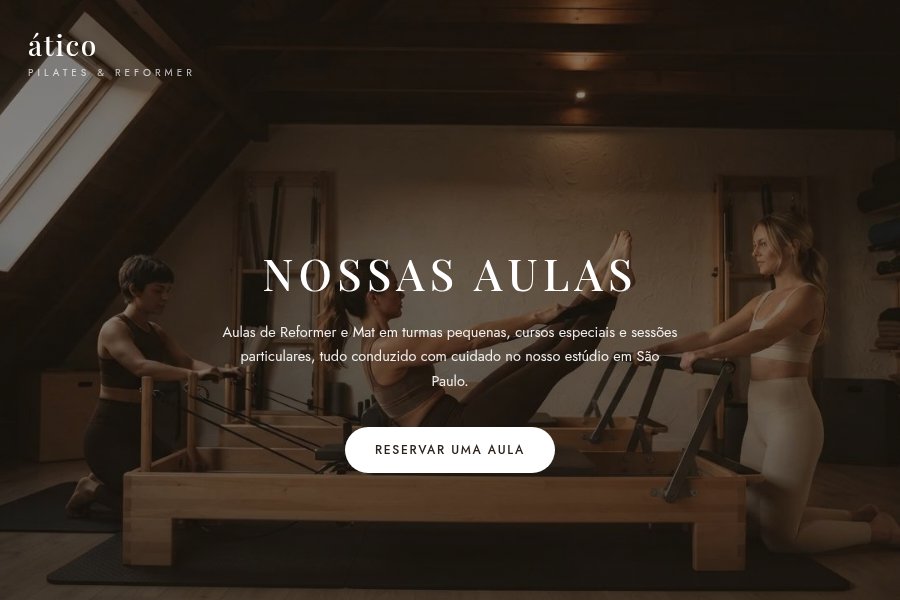 ático
PILATES & REFORMER
NOSSAS AULAS
Aulas de Reformer e Mat em turmas pequenas, cursos especiais e sessões
particulares, tudo conduzido com cuidado no nosso estúdio em São
Paulo.
RESERVAR UMA AULA